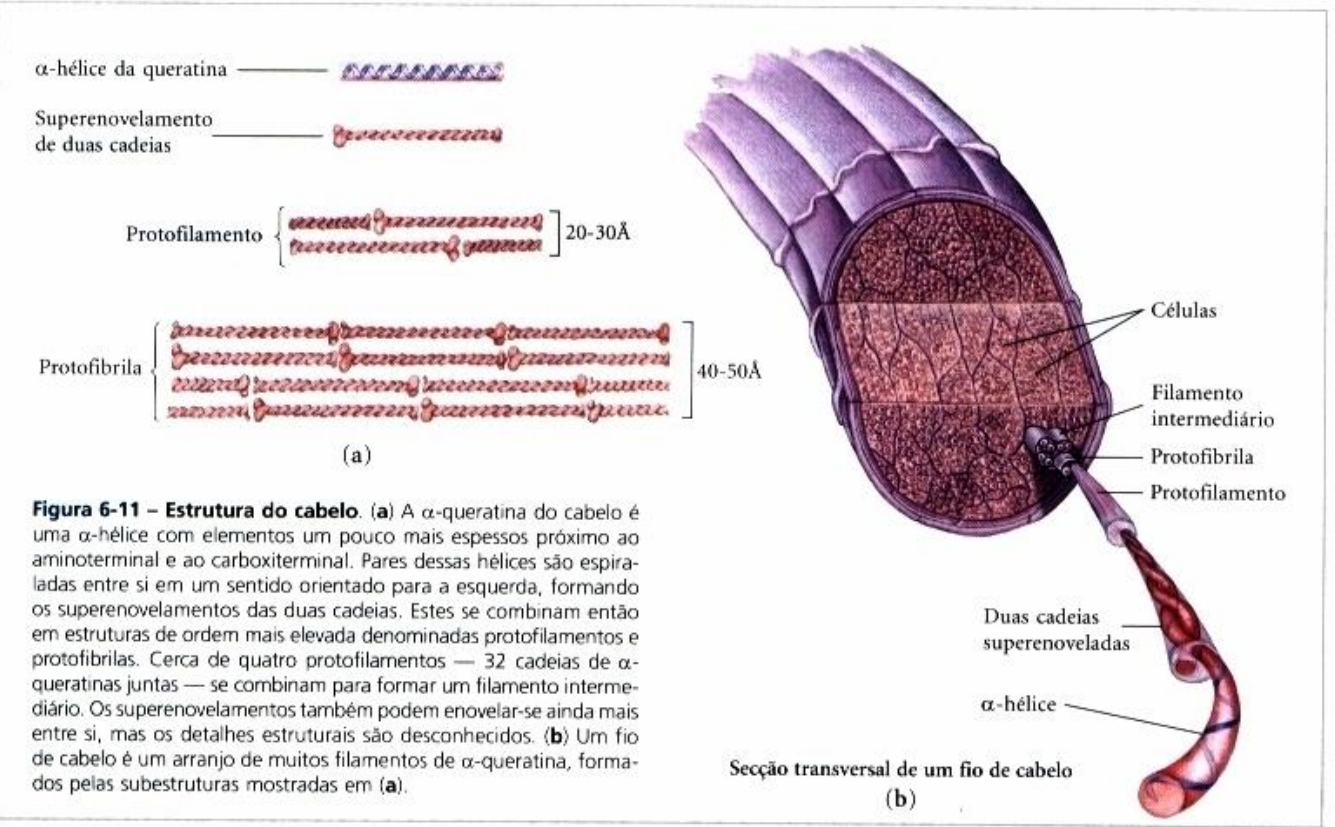 α-hélice da queratina
Superenovelamento
de duas cadeias
Protofilamento
20-30Å
Protofibrila
40-50Å
(a)
Figura 6-11 – Estrutura do cabelo. (a) A α-queratina do cabelo é
uma α-hélice com elementos um pouco mais espessos próximo ao
aminoterminal e ao carboxiterminal. Pares dessas hélices são espira-
ladas entre si em um sentido orientado para a esquerda, formando
os superenovelamentos das duas cadeias. Estes se combinam então
em estruturas de ordem mais elevada denominadas protofilamentos e
protofibrilas. Cerca de quatro protofilamentos — 32 cadeias de α-
queratinas juntas — se combinam para formar um filamento interme-
diário. Os superenovelamentos também podem enovelar-se ainda mais
entre si, mas os detalhes estruturais são desconhecidos. (b) Um fio
de cabelo é um arranjo de muitos filamentos de α-queratina, forma-
dos pelas subestruturas mostradas em (a).
Células
Filamento
intermediário
Protofibrila
Protofilamento
Duas cadeias
superenoveladas
α-hélice
Secção transversal de um fio de cabelo
(b)